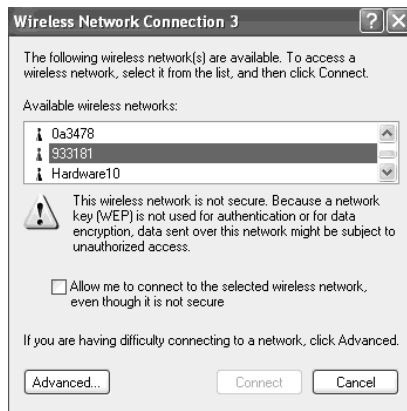 Wireless Network Connection 3
The following wireless network(s) are available. To access a
wireless network, select it from the list, and then click Connect.
Available wireless networks:
0a3478
933181
Hardware10
This wireless network is not secure. Because a network
key (WEP) is not used for authentication or for data
encryption, data sent over this network might be subject to
unauthorized access.
Allow me to connect to the selected wireless network,
even though it is not secure
If you are having difficulty connecting to a network, click Advanced.
Advanced... Connect Cancel